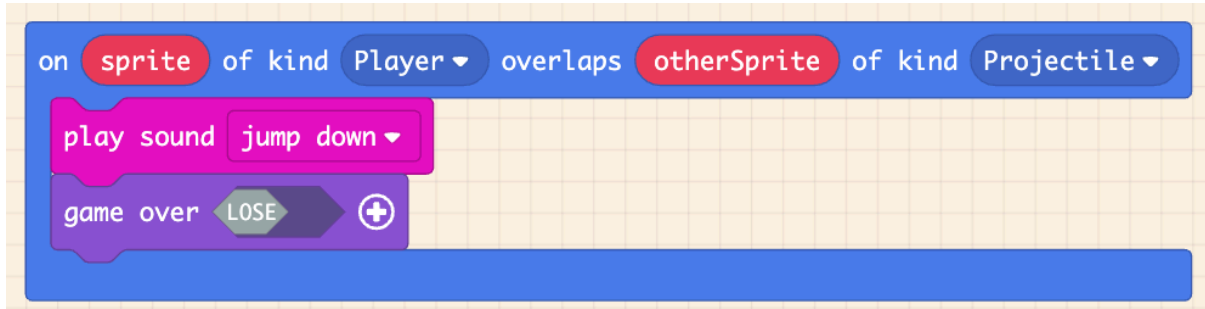 on sprite of kind Player overlaps otherSprite of kind Projectile
play sound jump down
game over LOSE